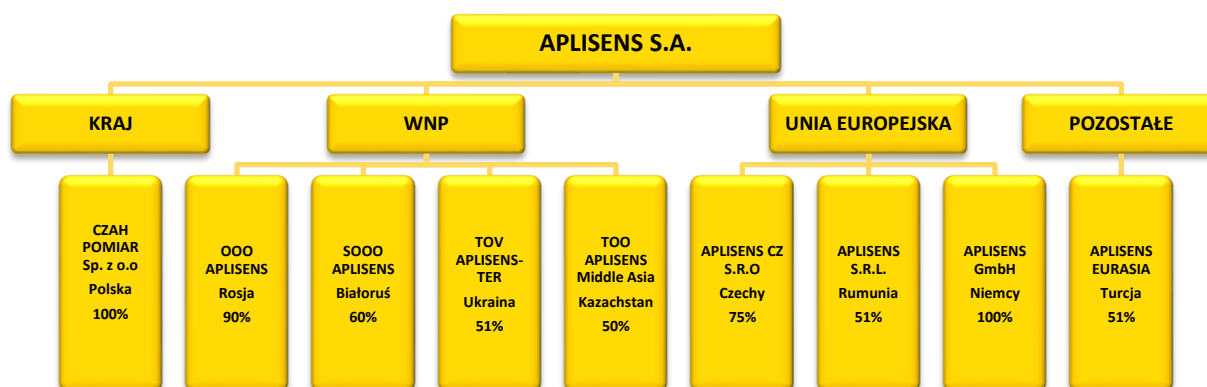 APLISENS S.A.
KRAJ
WNP
UNIA EUROPEJSKA
POZOSTAŁE
CZAH
POMIAR
Sp. z o.o
Polska
100%
OOO
APLISENS
Rosja
90%
SOOO
APLISENS
Białoruś
60%
TOV
APLISENS-
TER
Ukraina
51%
TOO
APLISENS
Middle Asia
Kazachstan
50%
APLISENS CZ
S.R.O
Czechy
75%
APLISENS
S.R.L.
Rumunia
51%
APLISENS
GmbH
Niemcy
100%
APLISENS
EURASIA
Turcja
51%